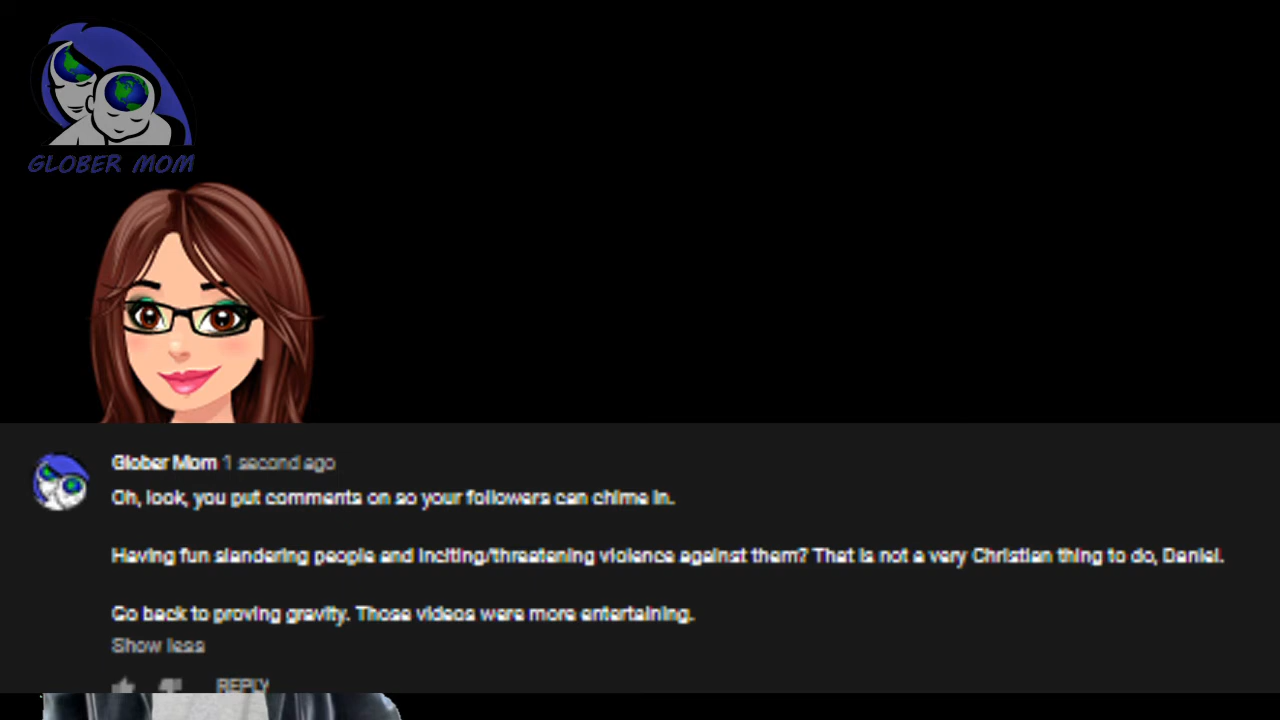 GLOBER MOM
Glober Mom 1 second ago
Oh, look, you put comments on so your followers can chime in.
Having fun slandering people and inciting/threatening violence against them? That is not a very Christian thing to do, Daniel.
Go back to proving gravity. Those videos were more entertaining.
Show less
REPLY